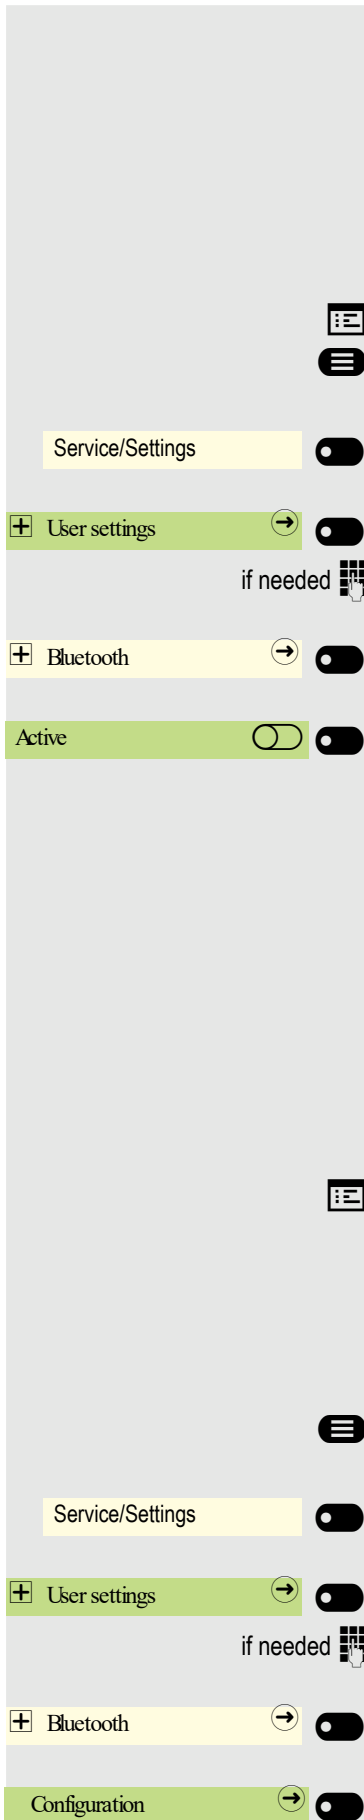 Service/Settings
User settings
if needed
Bluetooth
Active
Service/Settings
User settings
if needed
Bluetooth
Configuration